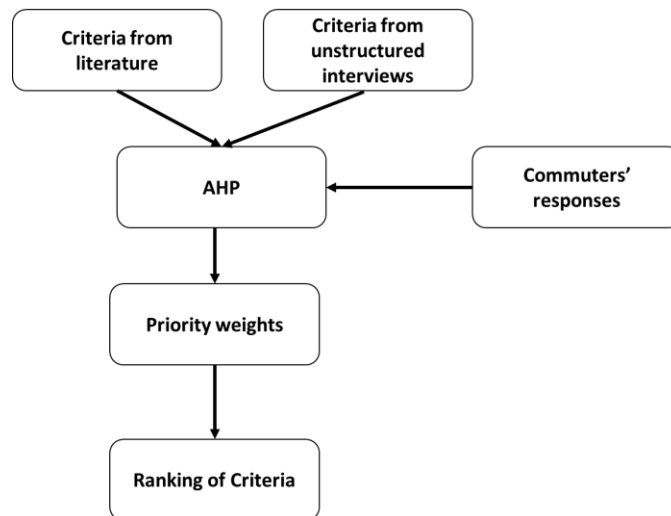 Criteria from
literature
Criteria from
unstructured
interviews
AHP
Commuters’
responses
Priority weights
Ranking of Criteria